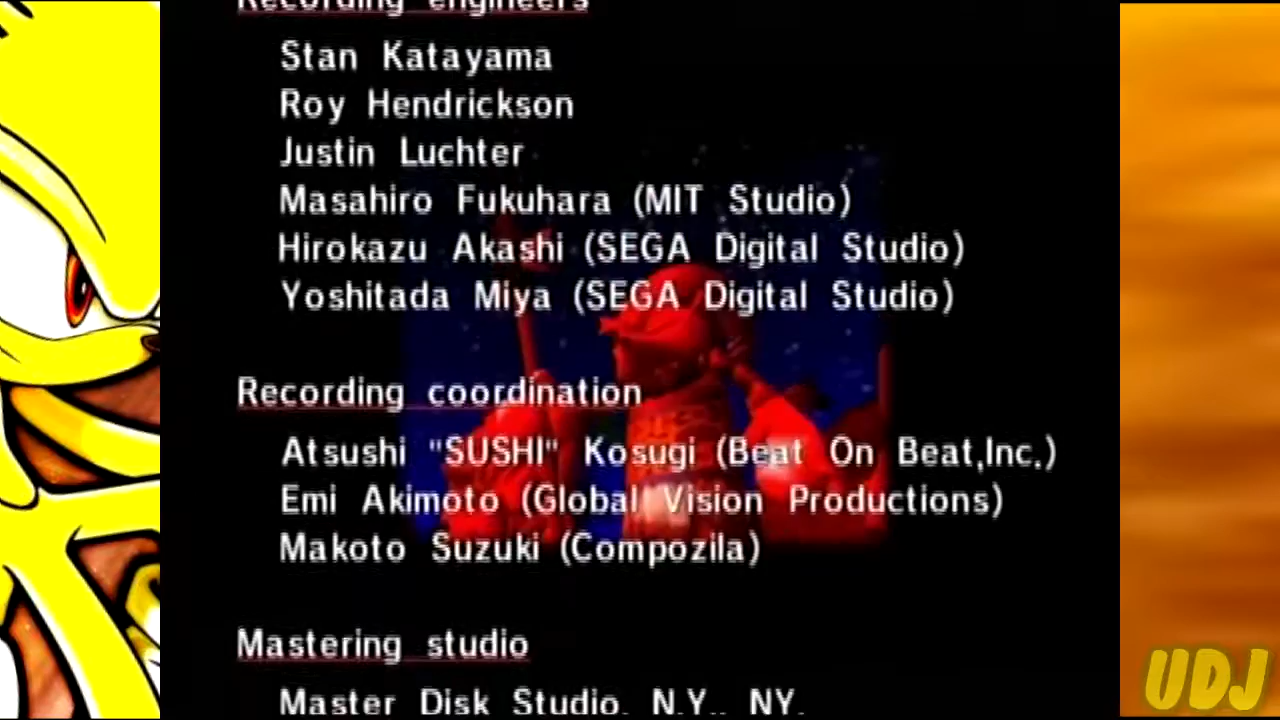 Recording engineers
Stan Katayama
Roy Hendrickson
Justin Luchter
Masahiro Fukuhara (MIT Studio)
Hirokazu Akashi (SEGA Digital Studio)
Yoshitada Miya (SEGA Digital Studio)
Recording coordination
Atsushi "SUSHI" Kosugi (Beat On Beat,Inc.)
Emi Akimoto (Global Vision Productions)
Makoto Suzuki (Compozila)
Mastering studio
Master Disk Studio, N.Y., NY.
UDJ